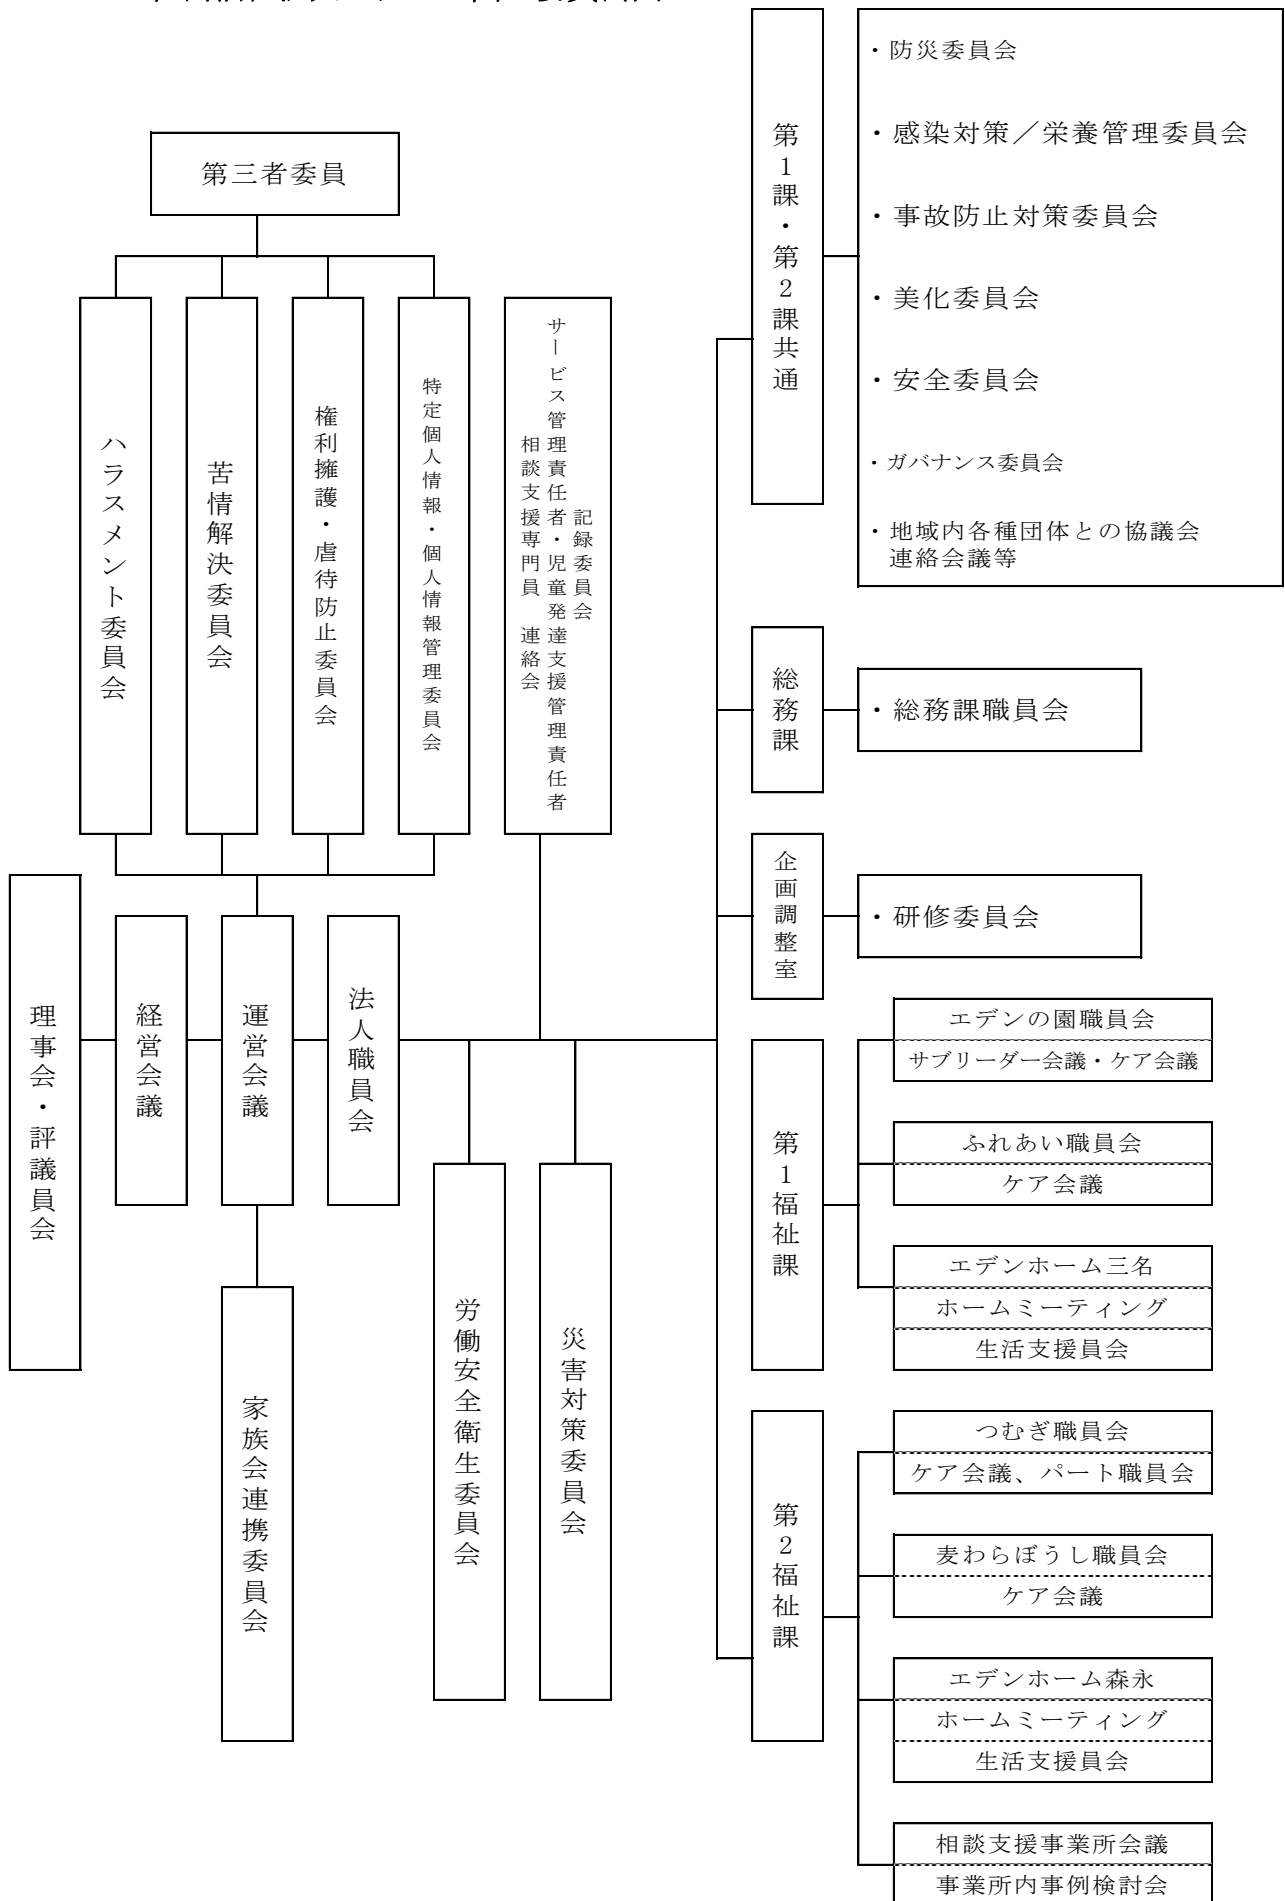 第三者委員
ハラスメント委員会
苦情解決委員会
権利擁護・虐待防止委員会
特定個人情報・個人情報管理委員会
記録委員会
サービス管理責任者・児童発達支援管理責任者
相談支援専門員　連絡会
理事会・評議員会
経営会議
運営会議
法人職員会
家族会連携委員会
労働安全衛生委員会
災害対策委員会
第1課・第2課共通
・防災委員会
・感染対策／栄養管理委員会
・事故防止対策委員会
・美化委員会
・安全委員会
・ガバナンス委員会
・地域内各種団体との協議会
連絡会議等
総務課
・総務課職員会
企画調整室
・研修委員会
第1福祉課
エデンの園職員会
サブリーダー会議・ケア会議
ふれあい職員会
ケア会議
エデンホーム三名
ホームミーティング
生活支援員会
第2福祉課
つむぎ職員会
ケア会議、パート職員会
麦わらぼうし職員会
ケア会議
エデンホーム森永
ホームミーティング
生活支援員会
相談支援事業所会議
事業所内事例検討会